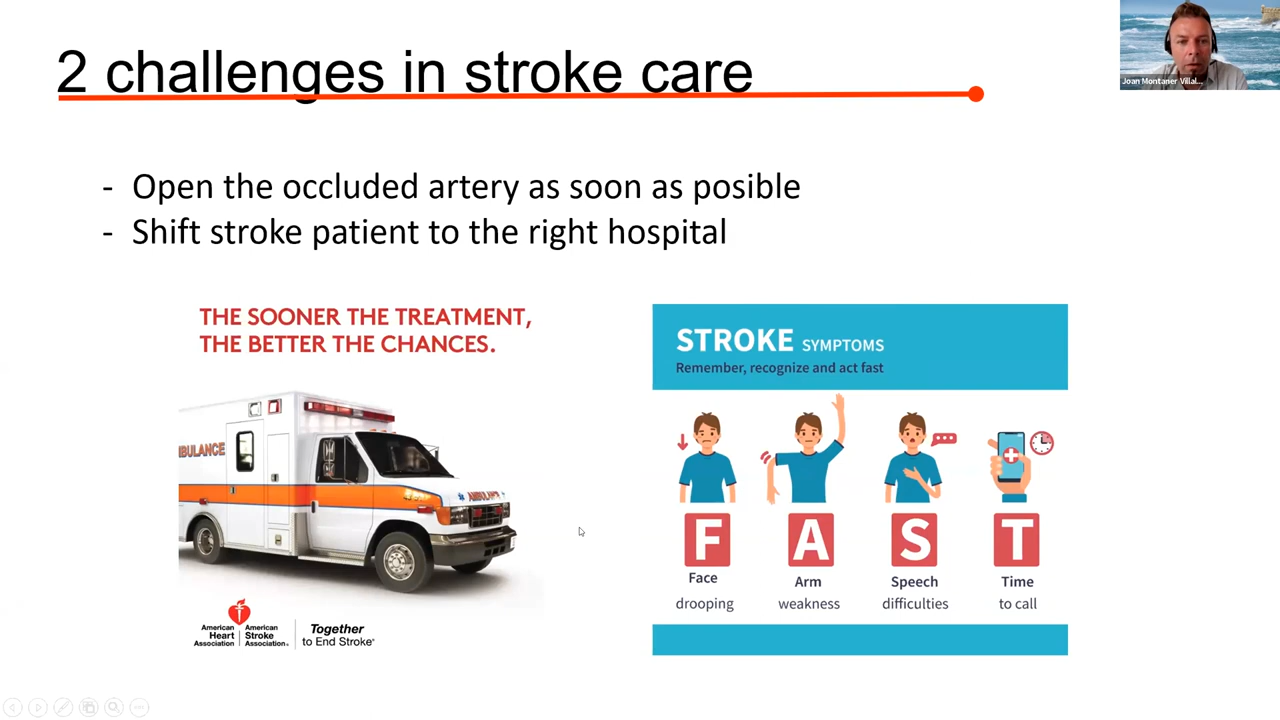 2 challenges in stroke care
Joan Montaner Villal...
- Open the occluded artery as soon as posible
- Shift stroke patient to the right hospital
THE SOONER THE TREATMENT,
THE BETTER THE CHANCES.
MBULANCE
AMBULANCE
American
Heart
Association
American
Stroke
Association®
Together
to End Stroke®
STROKE SYMPTOMS
Remember, recognize and act fast
F A S T
Face Arm Speech Time
drooping weakness difficulties to call